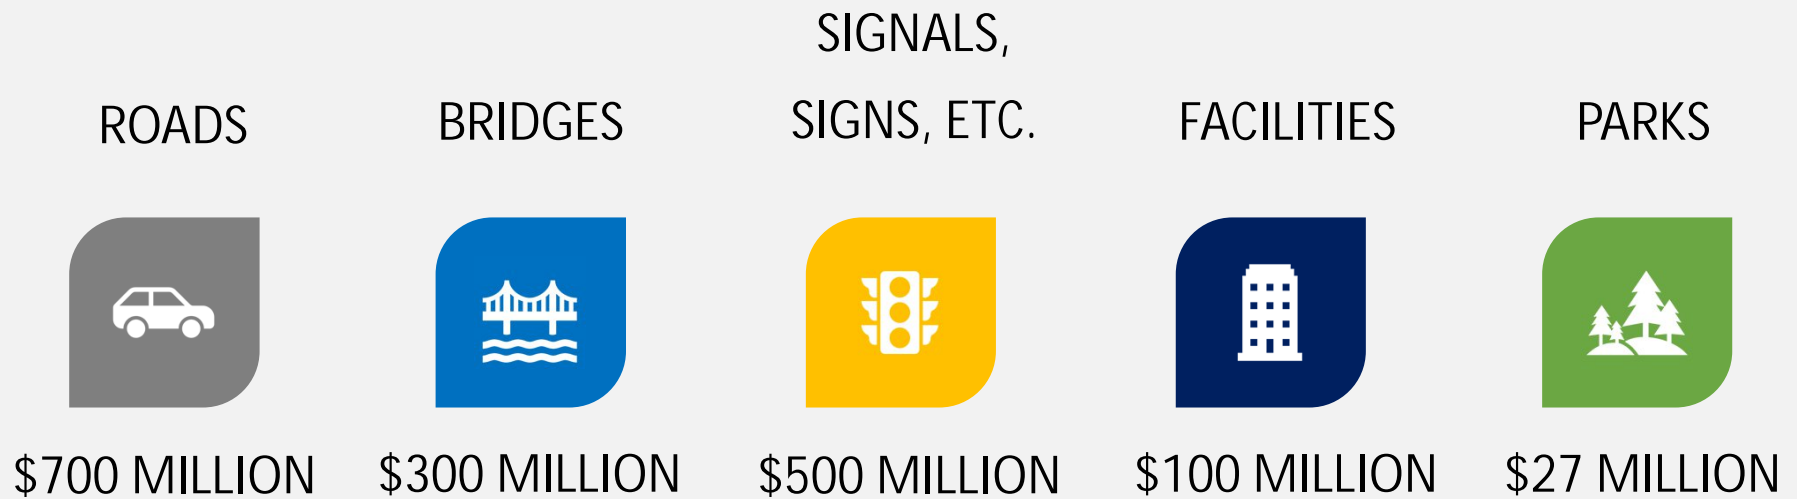 ROADS
BRIDGES
SIGNALS,
SIGNS, ETC.
FACILITIES
PARKS
$700 MILLION
$300 MILLION
$500 MILLION
$100 MILLION
$27 MILLION